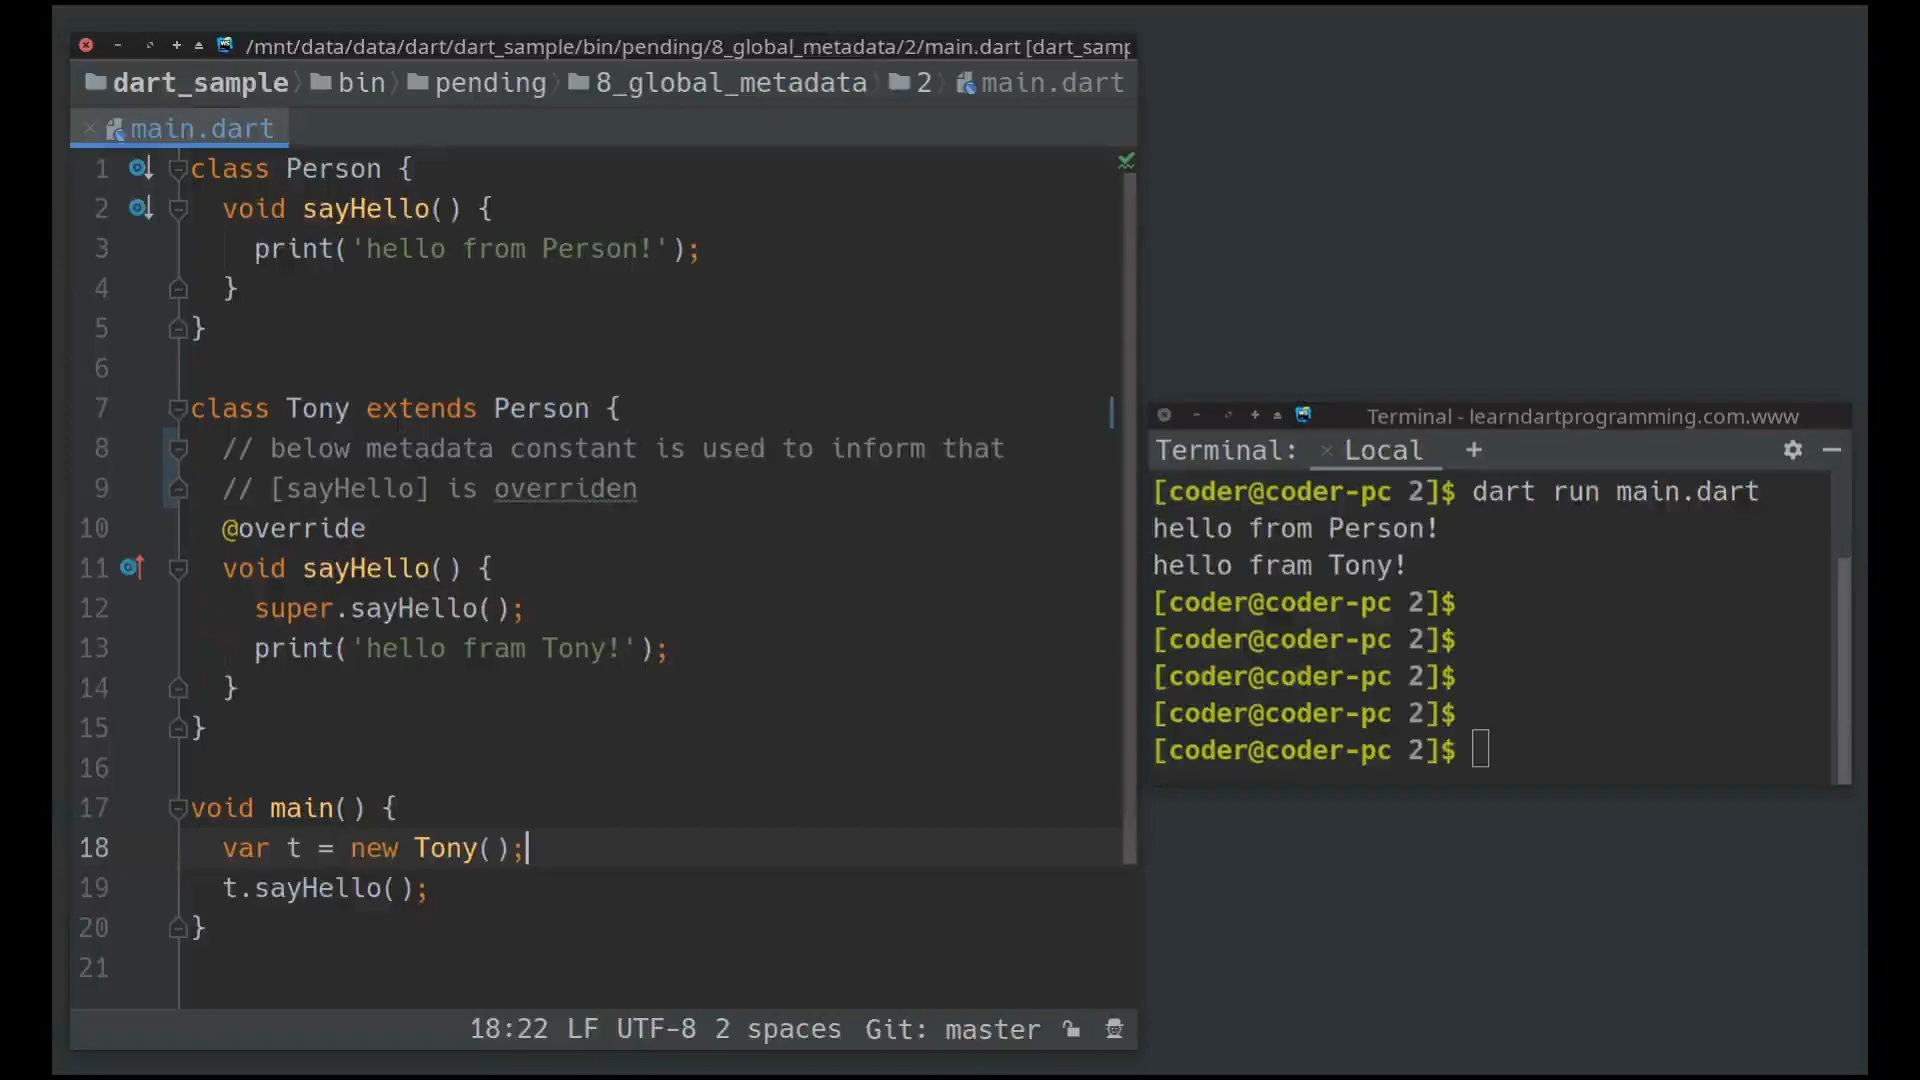 /mnt/data/data/dart/dart_sample/bin/pending/8_global_metadata/2/main.dart [dart_samp
dart_sample bin pending 8_global_metadata 2 main.dart
main.dart
1 class Person {
2 void sayHello() {
3 print('hello from Person!');
4 }
5 }
6
7 class Tony extends Person {
8 // below metadata constant is used to inform that
9 // [sayHello] is overriden
10 @override
11 void sayHello() {
12 super.sayHello();
13 print('hello fram Tony!');
14 }
15 }
16
17 void main() {
18 var t = new Tony();
19 t.sayHello();
20 }
21
18:22 LF UTF-8 2 spaces Git: master
Terminal - learndartprogramming.com.www
Terminal: Local +
[coder@coder-pc 2]$ dart run main.dart
hello from Person!
hello fram Tony!
[coder@coder-pc 2]$
[coder@coder-pc 2]$
[coder@coder-pc 2]$
[coder@coder-pc 2]$
[coder@coder-pc 2]$